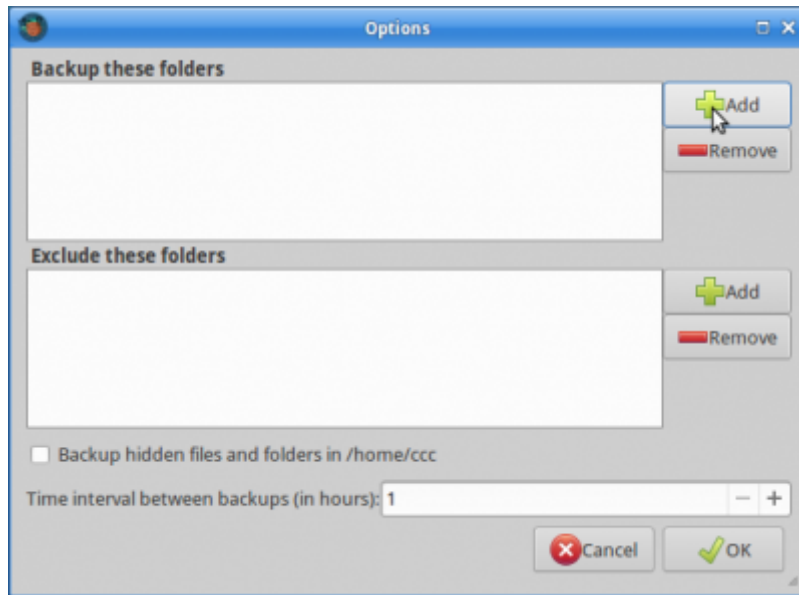 Options
Backup these folders
Add
Remove
Exclude these folders
Add
Remove
Backup hidden files and folders in /home/ccc
Time interval between backups (in hours): 1
Cancel
OK